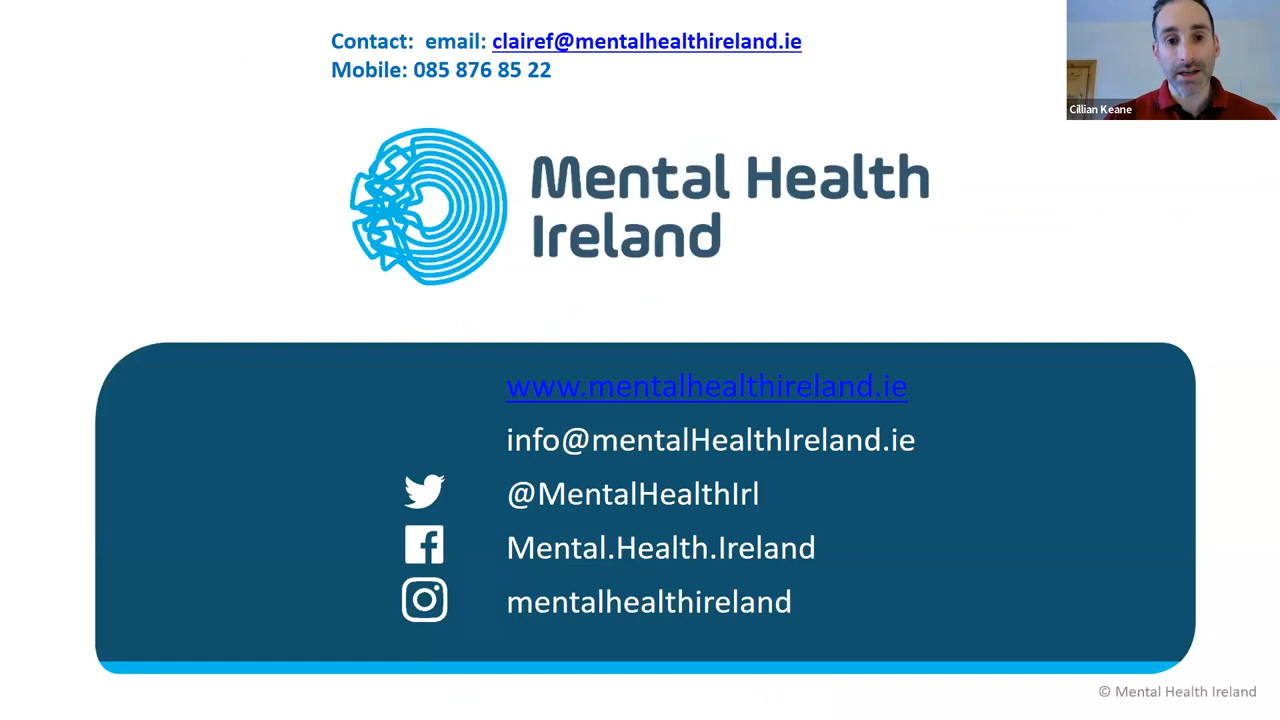 Contact: email: clairef@mentalhealthireland.ie
Mobile: 085 876 85 22
Cillian Keane
Mental Health
Ireland
www.mentalhealthireland.ie
info@mentalHealthIreland.ie
@MentalHealthIrl
Mental.Health.Ireland
mentalhealthireland
© Mental Health Ireland